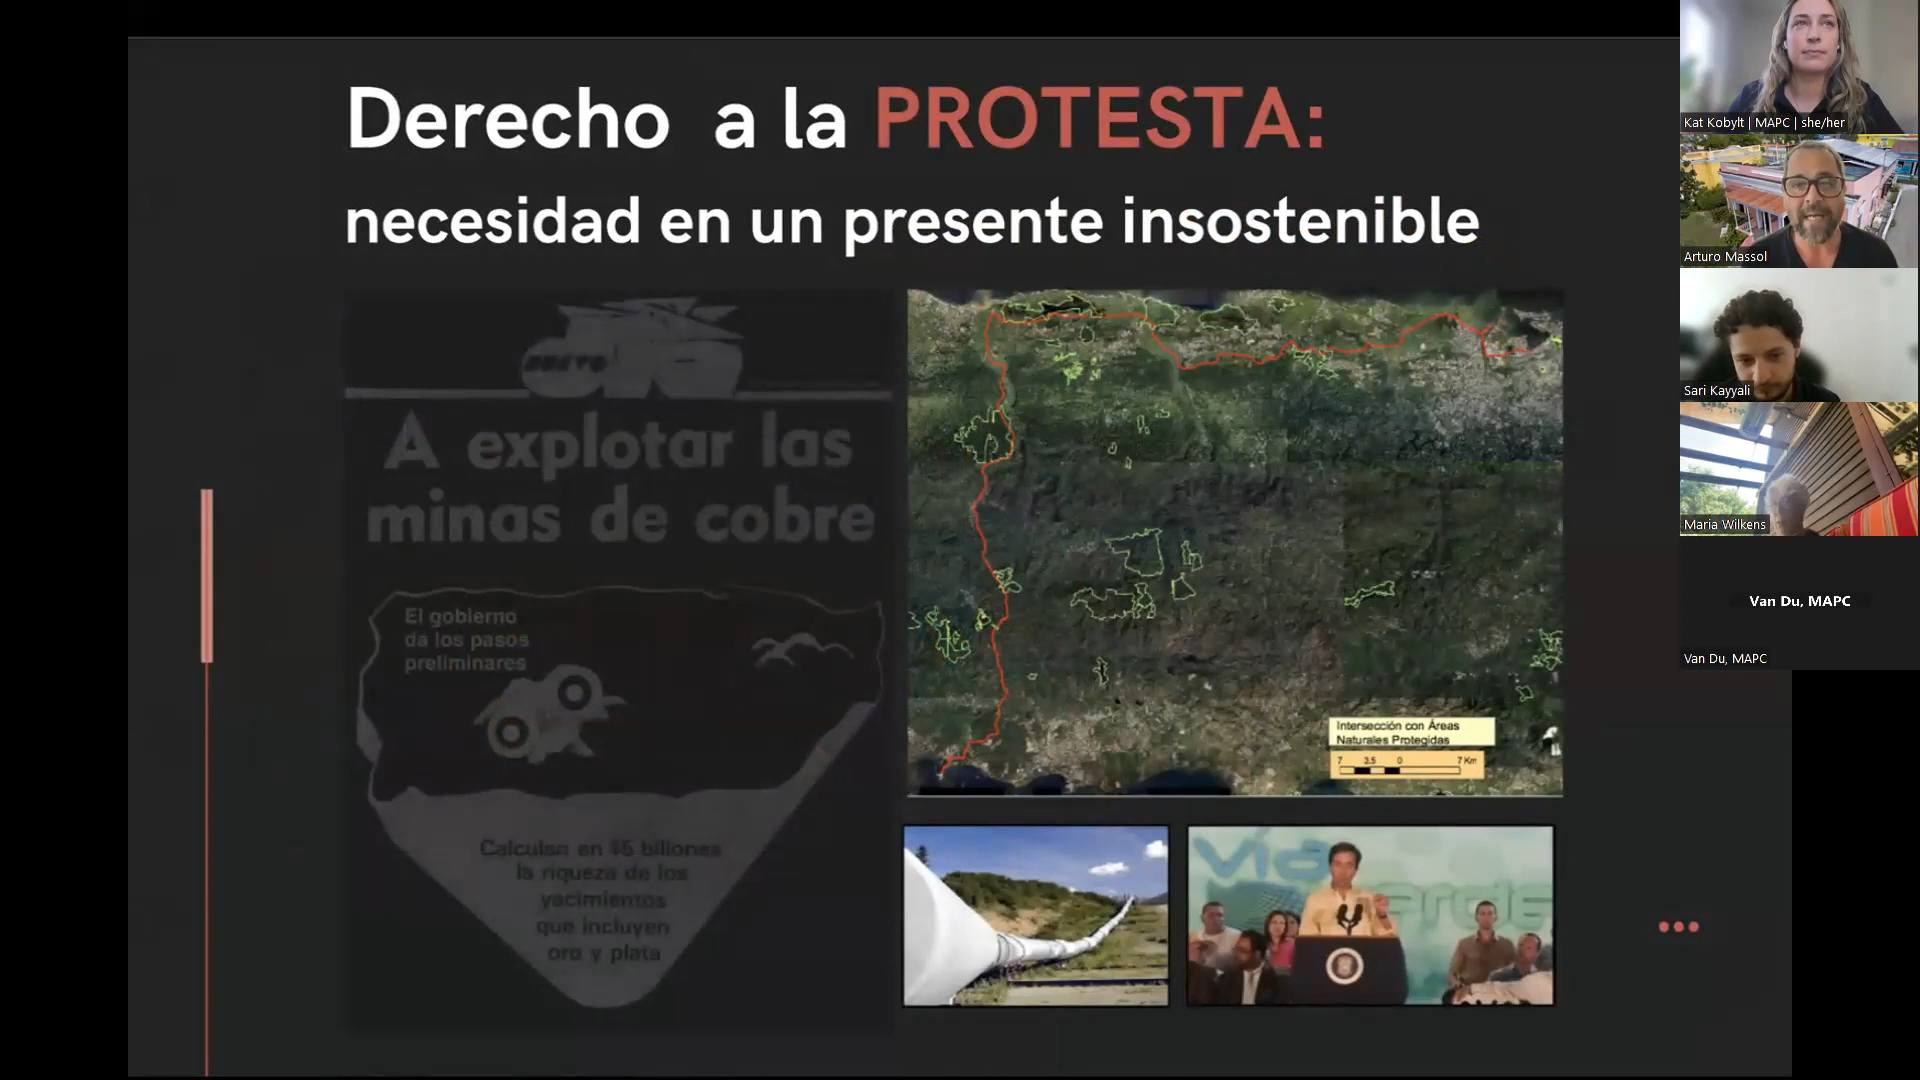 Derecho a la PROTESTA:
necesidad en un presente insostenible
NUEVO
A explotar las
minas de cobre
El gobierno
da los pasos
preliminares
Calculan en $5 billones
la riqueza de los
yacimientos
que incluyen
oro y plata
Intersección con Áreas
Naturales Protegidas
7 3.5 0 7 Km
Vía
Verde
Kat Kobylt | MAPC | she/her
Arturo Massol
Sari Kayyali
Maria Wilkens
Van Du, MAPC
Van Du, MAPC